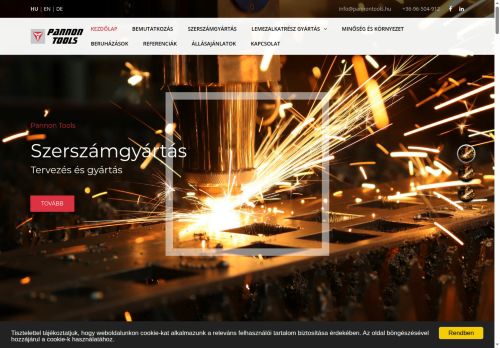 HU | EN | DE
info@pannontools.hu
+36-96-504-912
PANNON TOOLS
KEZDŐLAP
BEMUTATKOZÁS
SZERSZÁMGYÁRTÁS
LEMEZALKATRÉSZ GYÁRTÁS
MINŐSÉG ÉS KÖRNYEZET
BERUHÁZÁSOK
REFERENCIÁK
ÁLLÁSAJÁNLATOK
KAPCSOLAT
Pannon Tools
Szerszámgyártás
Tervezés és gyártás
TOVÁBB
Tisztelettel tájékoztatjuk, hogy weboldalunkon cookie-kat alkalmazunk a releváns felhasználói tartalom biztosítása érdekében. Az oldal böngészésével
hozzájárul a cookie-k használatához.
Rendben